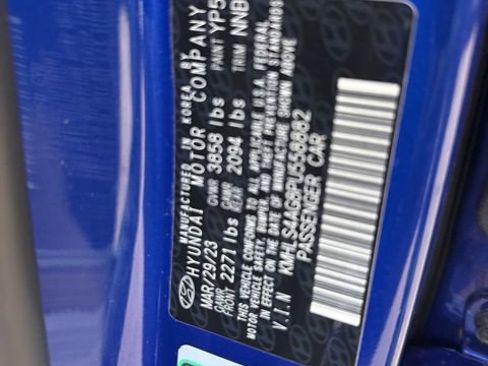 MADE IN KOREA BY
HYUNDAI MOTOR COMPANY
MAR/29/23 GVWR 3858 lbs PAINT YP5
GAWR FRONT 2271 lbs GAWR REAR 2094 lbs TRIM NNB
THIS VEHICLE CONFORMS TO ALL APPLICABLE U.S.A. FEDERAL
MOTOR VEHICLE SAFETY, BUMPER, AND THEFT PREVENTION
STANDARDS IN EFFECT ON THE DATE OF MANUFACTURE SHOWN ABOVE.
V.I.N KMHLS4AG8PU558882
PASSENGER CAR